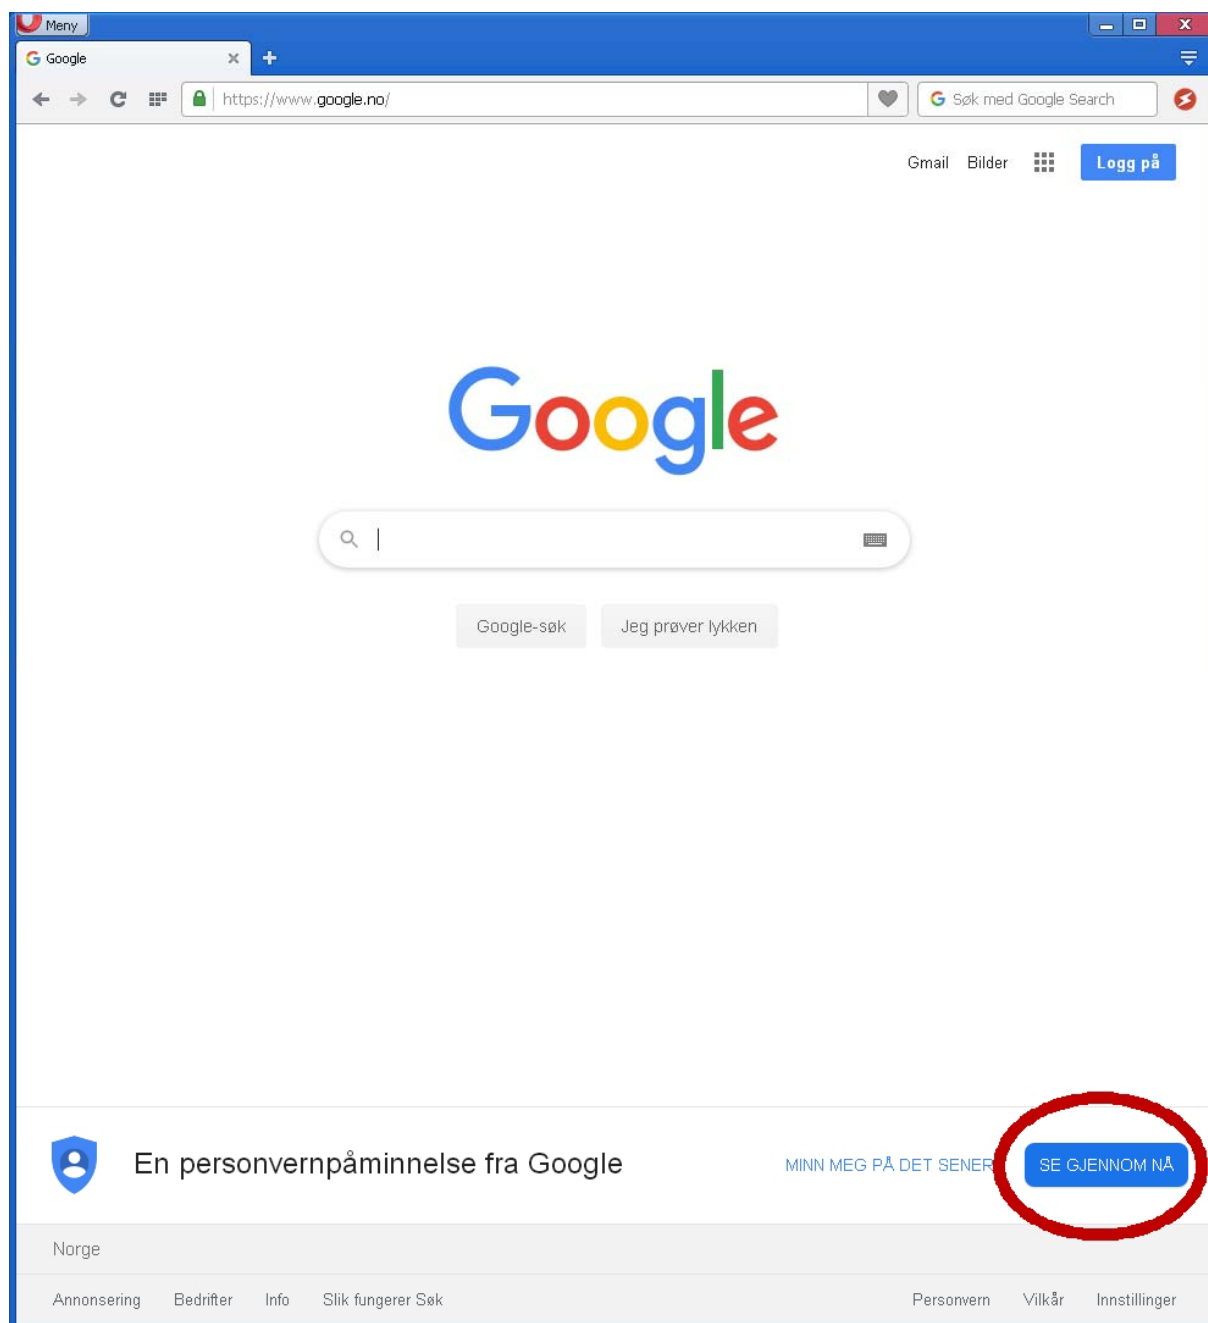 Meny
Google
https://www.google.no/
Søk med Google Search
Gmail Bilder Logg på
Google
Google-søk Jeg prøver lykken
En personvernpåminnelse fra Google MINN MEG PÅ DET SENER SE GJENNOM NÅ
Norge
Annonsering Bedrifter Info Slik fungerer Søk Personvern Vilkår Innstillinger